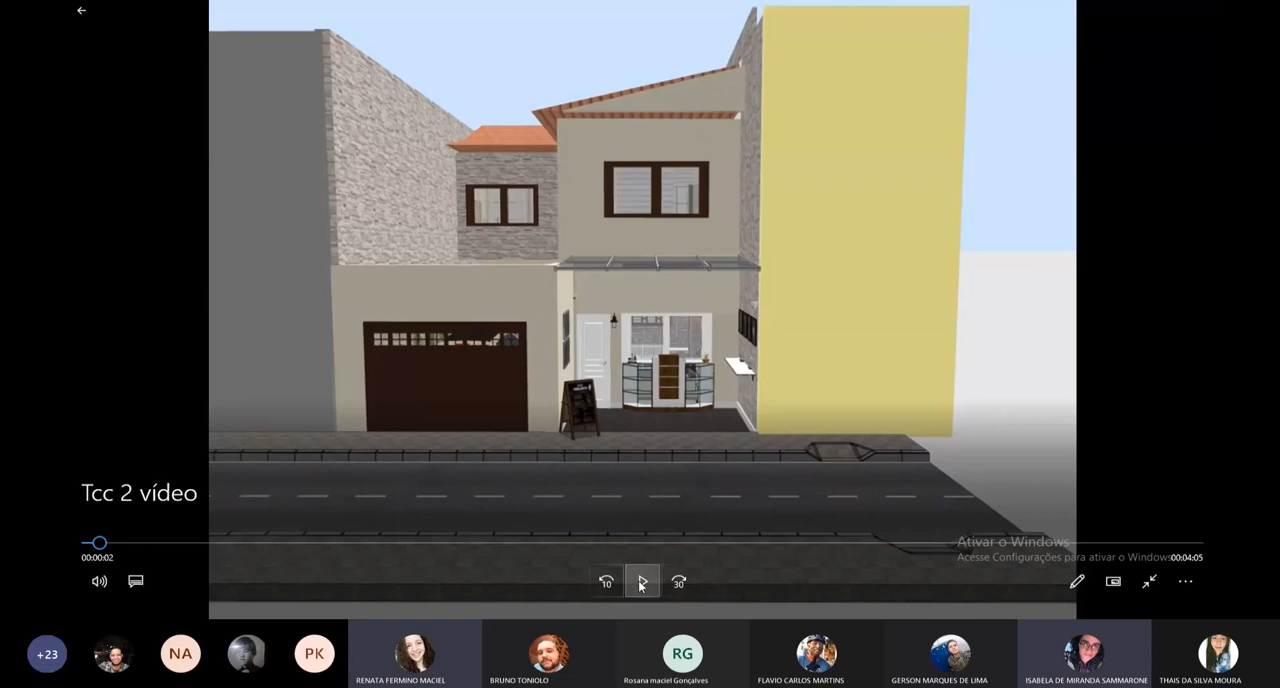 Tcc 2 vídeo
Ativar o Windows
Acesse Configurações para ativar o Windows.
00:00:02
00:04:05
10
30
+23
NA
PK
RG
RENATA FERMINO MACIEL
BRUNO TONIOLO
Rosana maciel Gonçalves
FLAVIO CARLOS MARTINS
GERSON MARQUES DE LIMA
ISABELA DE MIRANDA SAMMARONE
THAIS DA SILVA MOURA